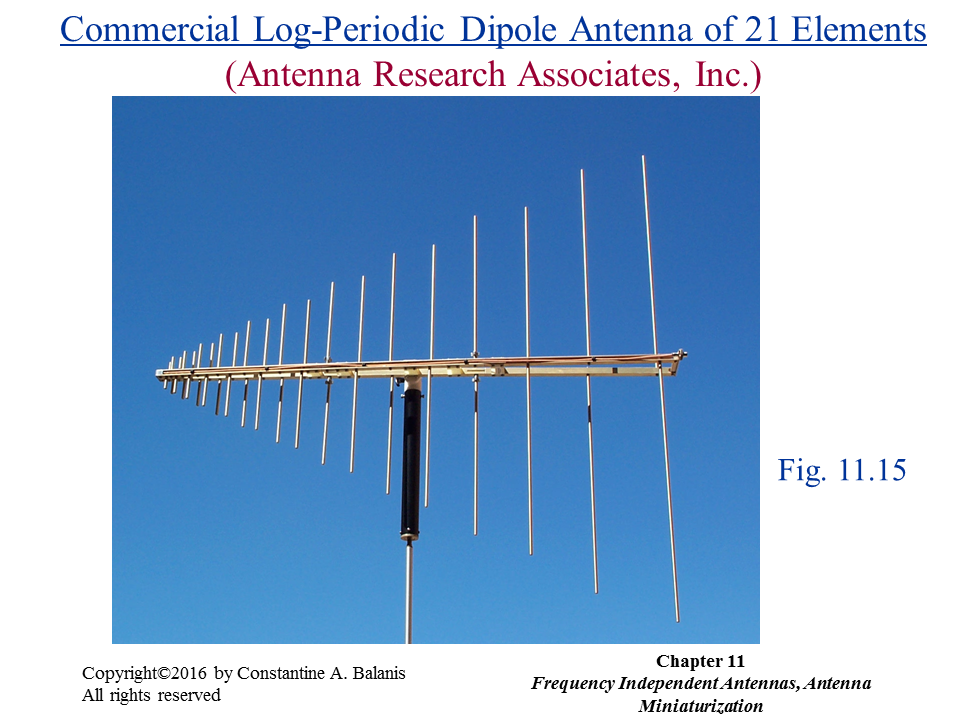 Commercial Log-Periodic Dipole Antenna of 21 Elements
(Antenna Research Associates, Inc.)
Fig. 11.15
Copyright©2016 by Constantine A. Balanis
All rights reserved
Chapter 11
Frequency Independent Antennas, Antenna
Miniaturization